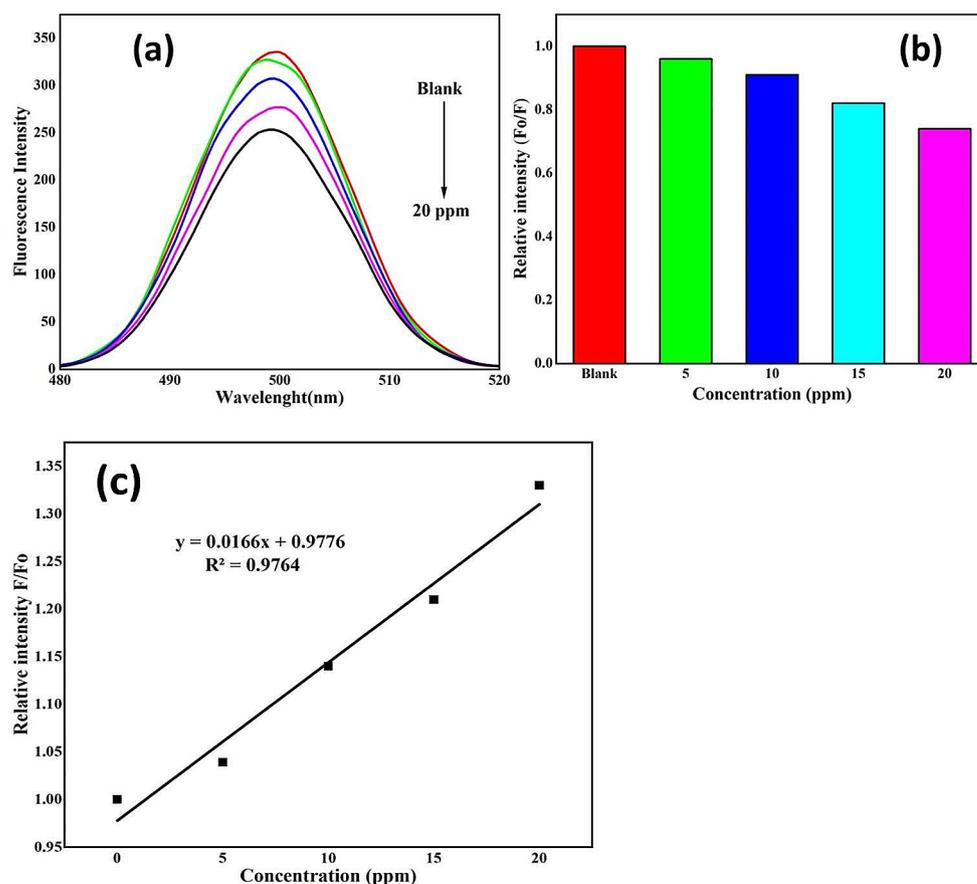 (a)
350
300
250
200
150
100
50
0
Fluorescence Intensity
Blank
20 ppm
480 490 500 510 520
Wavelenght(nm)
(b)
1.0
0.8
0.6
0.4
0.2
0.0
Relative intensity (Fo/F)
Blank 5 10 15 20
Concentration (ppm)
(c)
1.35
1.30
1.25
1.20
1.15
1.10
1.05
1.00
0.95
Relative intensity F/Fo
y = 0.0166x + 0.9776
R² = 0.9764
0 5 10 15 20
Concentration (ppm)